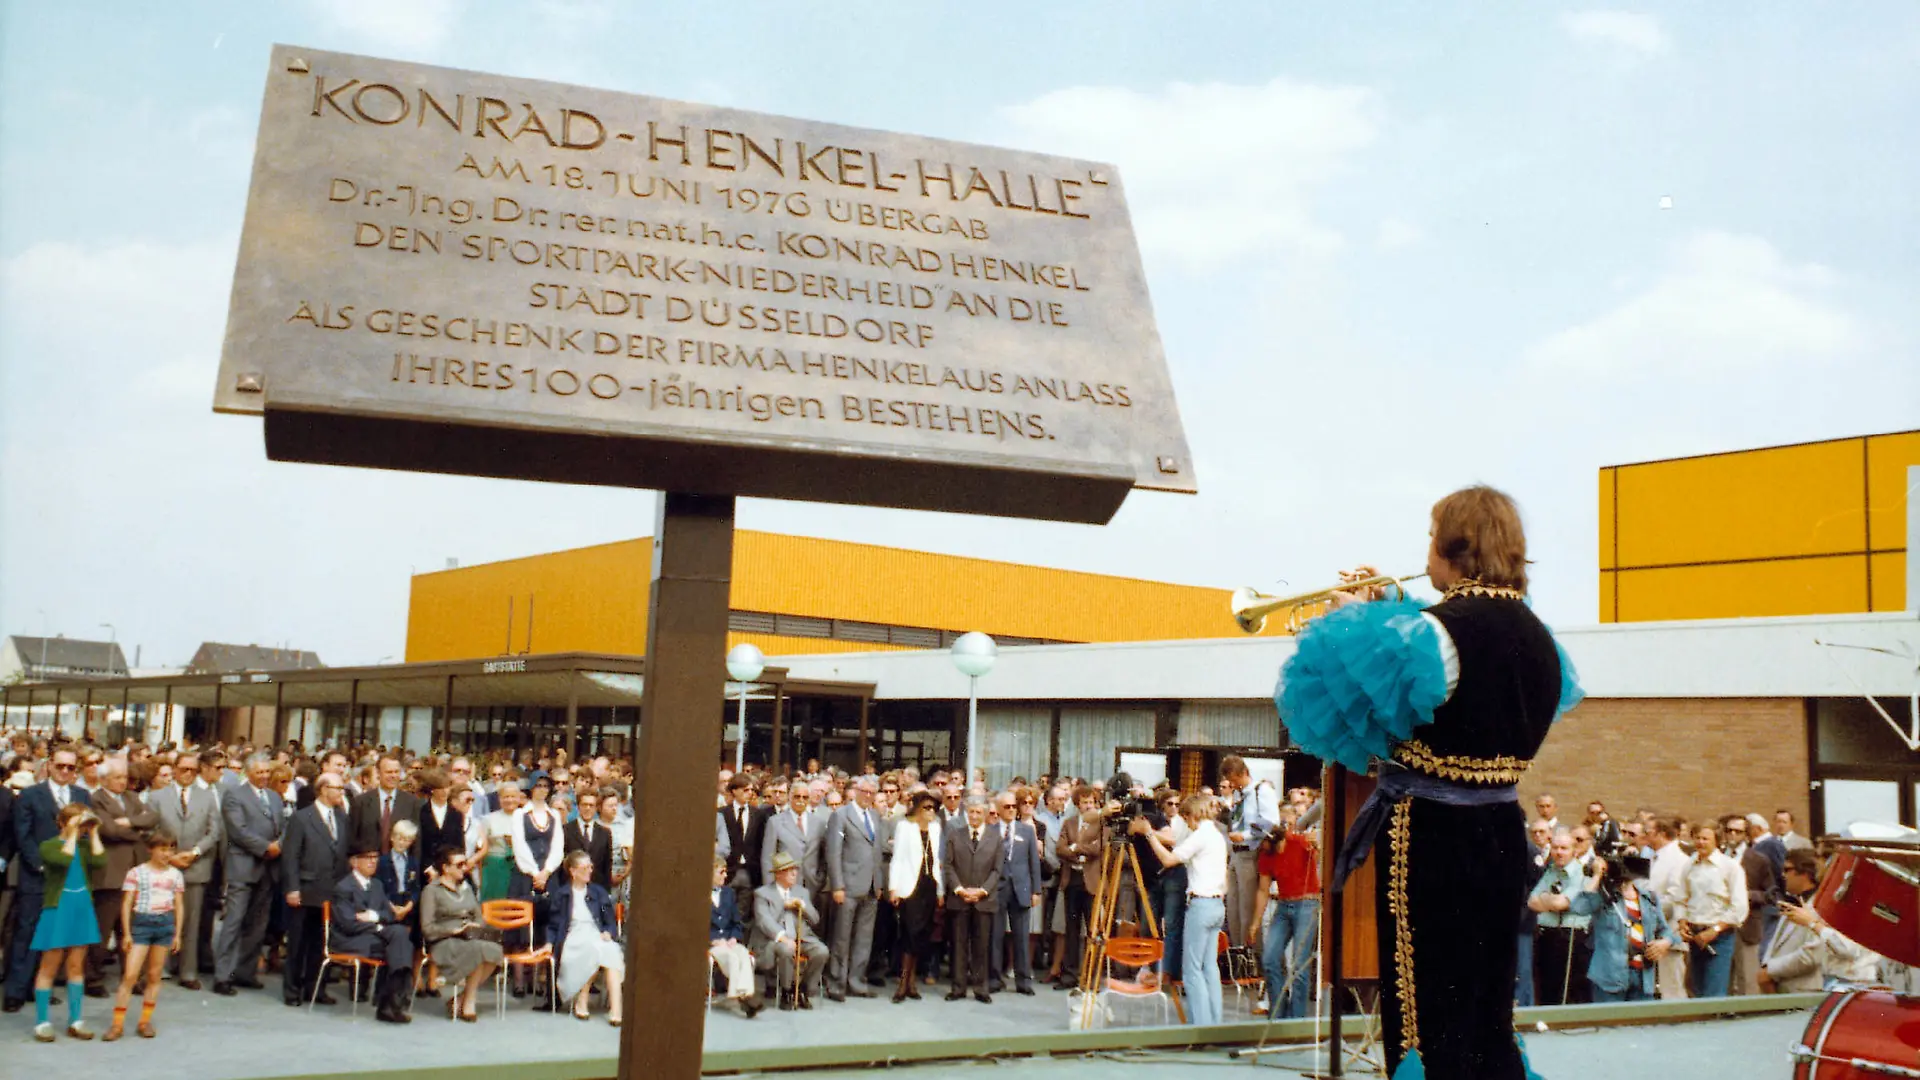 KONRAD-HENKEL-HALLE
AM 18. JUNI 1976 ÜBERGAB
Dr.-Ing. Dr. rer. nat. h.c. KONRAD HENKEL
DEN "SPORTPARK-NIEDERHEID" AN DIE
STADT DÜSSELDORF
ALS GESCHENK DER FIRMA HENKEL AUS ANLASS
IHRES 100-jährigen BESTEHENS.
GASTSTÄTTE